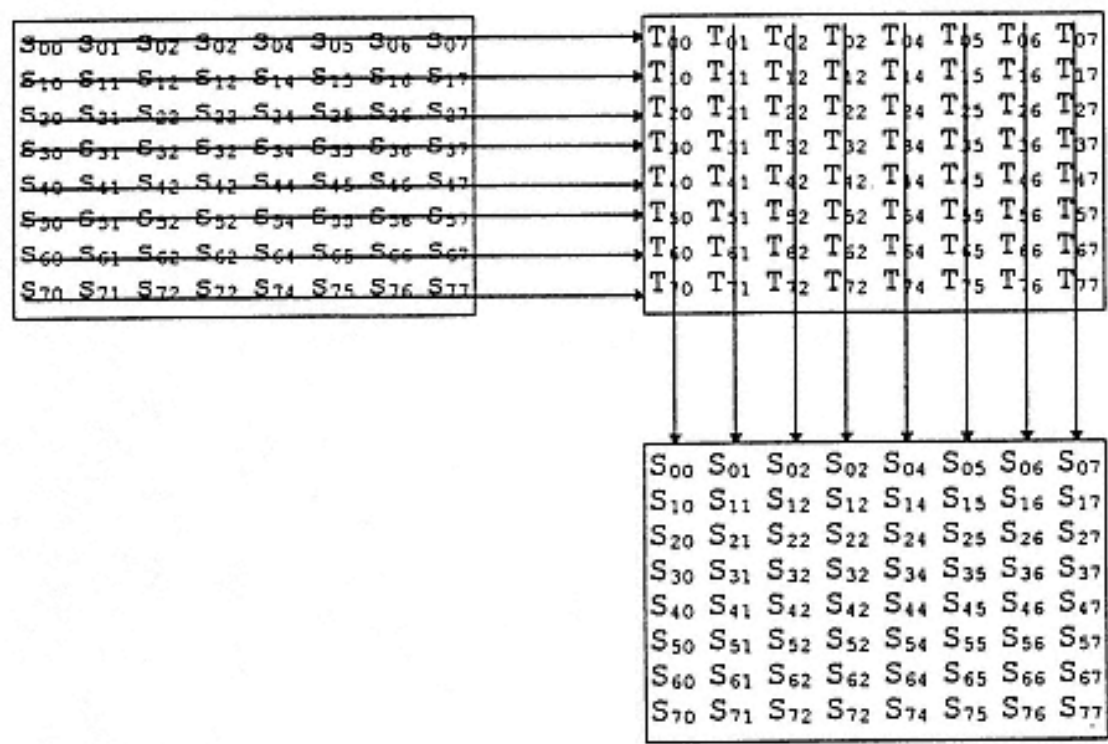 S00 S01 S02 S02 S04 S05 S06 S07
S10 S11 S12 S12 S14 S15 S16 S17
S20 S21 S22 S22 S24 S25 S26 S27
S30 S31 S32 S32 S34 S35 S36 S37
S40 S41 S42 S42 S44 S45 S46 S47
S50 S51 S52 S52 S54 S55 S56 S57
S60 S61 S62 S62 S64 S65 S66 S67
S70 S71 S72 S72 S74 S75 S76 S77
T00 T01 T02 T02 T04 T05 T06 T07
T10 T11 T12 T12 T14 T15 T16 T17
T20 T21 T22 T22 T24 T25 T26 T27
T30 T31 T32 T32 T34 T35 T36 T37
T40 T41 T42 T42 T44 T45 T46 T47
T50 T51 T52 T52 T54 T55 T56 T57
T60 T61 T62 T62 T64 T65 T66 T67
T70 T71 T72 T72 T74 T75 T76 T77
S00 S01 S02 S02 S04 S05 S06 S07
S10 S11 S12 S12 S14 S15 S16 S17
S20 S21 S22 S22 S24 S25 S26 S27
S30 S31 S32 S32 S34 S35 S36 S37
S40 S41 S42 S42 S44 S45 S46 S47
S50 S51 S52 S52 S54 S55 S56 S57
S60 S61 S62 S62 S64 S65 S66 S67
S70 S71 S72 S72 S74 S75 S76 S77